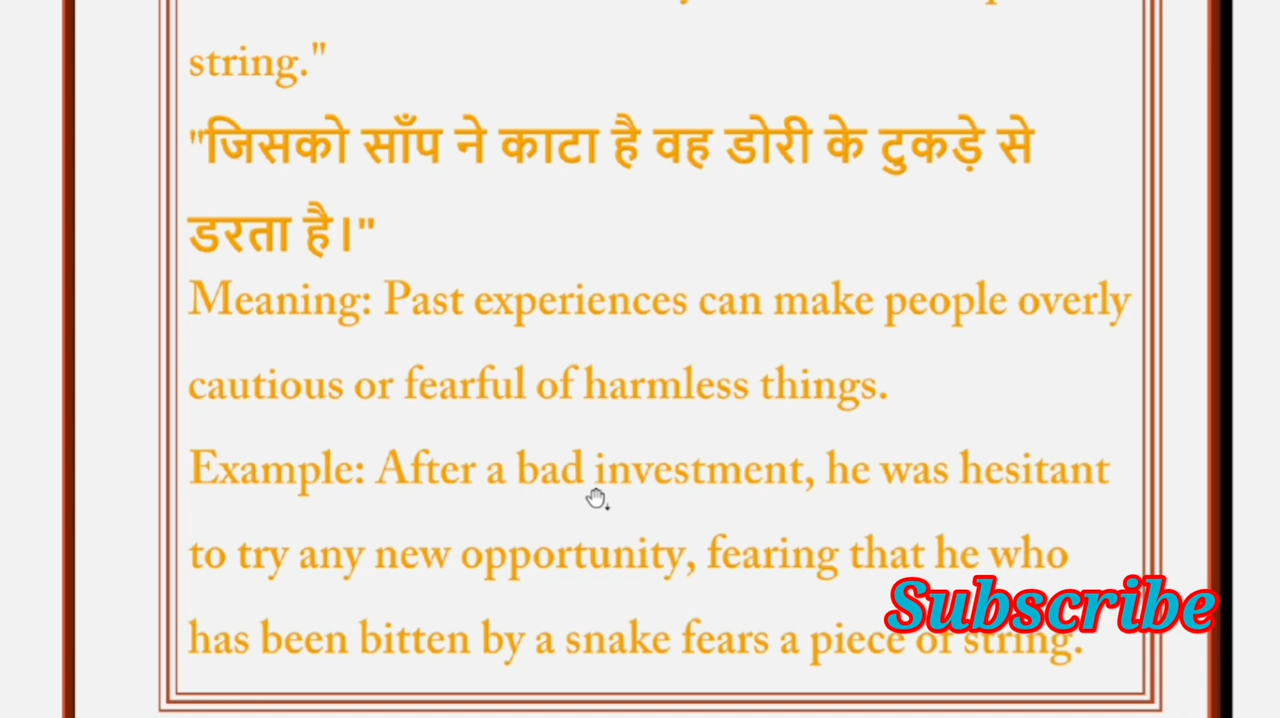 string."
"जिसको साँप ने काटा है वह डोरी के टुकड़े से
डरता है।"
Meaning: Past experiences can make people overly
cautious or fearful of harmless things.
Example: After a bad investment, he was hesitant
to try any new opportunity, fearing that he who
has been bitten by a snake fears a piece of string.
Subscribe